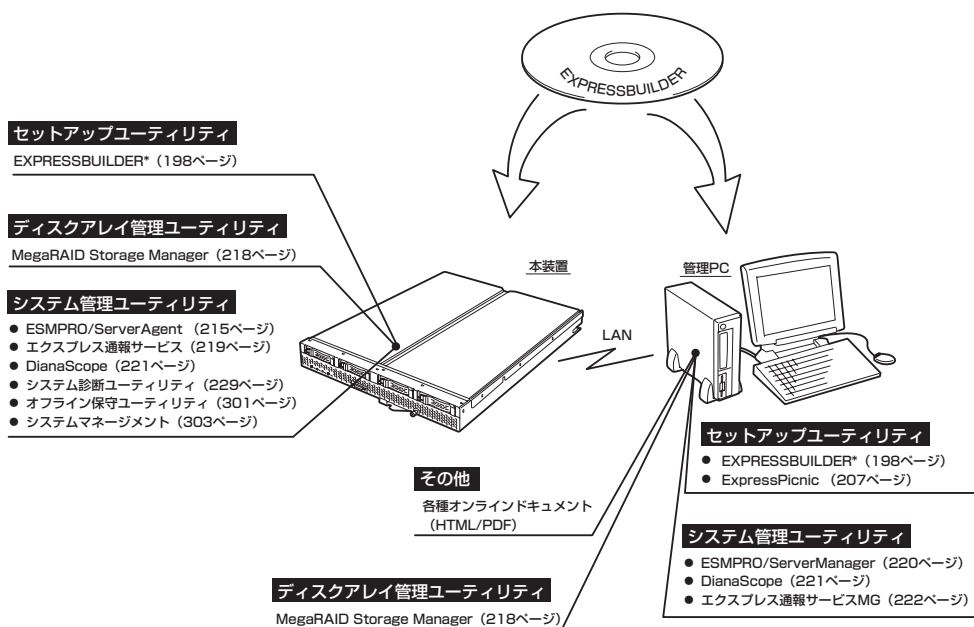 EXPRESSBUILDER
セットアップユーティリティ
EXPRESSBUILDER*（198ページ）
ディスクアレイ管理ユーティリティ
MegaRAID Storage Manager（218ページ）
システム管理ユーティリティ
● ESMPRO/ServerAgent （215ページ）
● エクスプレス通報サービス（219ページ）
● DianaScope（221ページ）
● システム診断ユーティリティ（229ページ）
● オフライン保守ユーティリティ（301ページ）
● システムマネージメント（303ページ）
本装置
LAN
管理PC
セットアップユーティリティ
● EXPRESSBUILDER*（198ページ）
● ExpressPicnic （207ページ）
システム管理ユーティリティ
● ESMPRO/ServerManager（220ページ）
● DianaScope（221ページ）
● エクスプレス通報サービスMG（222ページ）
その他
各種オンラインドキュメント
（HTML/PDF）
ディスクアレイ管理ユーティリティ
MegaRAID Storage Manager（218ページ）